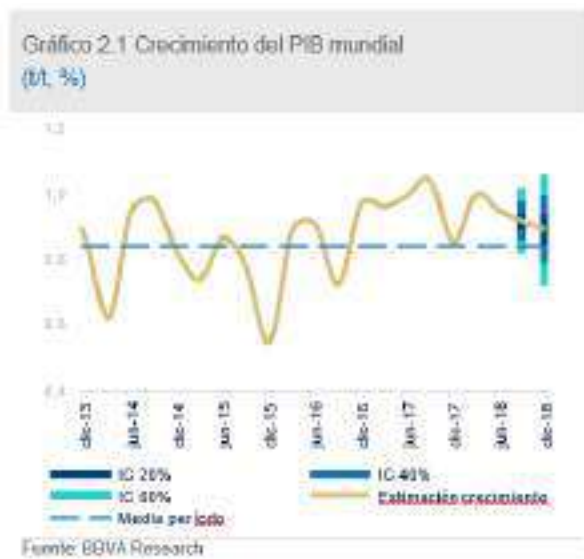 Gráfico 2.1 Crecimiento del PIB mundial
(t/t, %)
1,2
1,0
0,8
0,6
0,4
dic-13
jun-14
dic-14
jun-15
dic-15
jun-16
dic-16
jun-17
dic-17
jun-18
dic-18
IC 20%
IC 40%
IC 60%
Estimación crecimiento
Media período
Fuente: BBVA Research